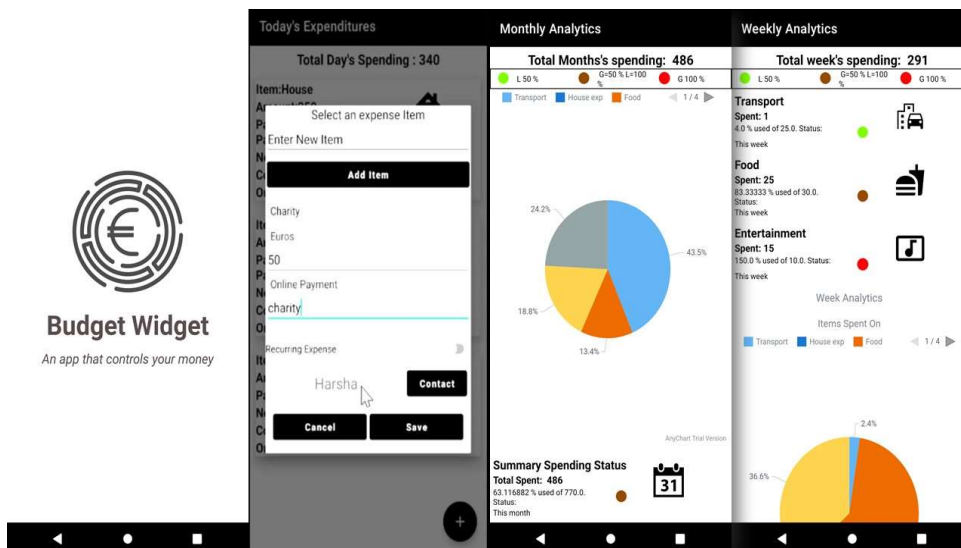 Budget Widget
An app that controls your money
Today's Expenditures
Total Day's Spending : 340
Item:House
Select an expense Item
Enter New Item
Add Item
Charity
Euros
50
Online Payment
charity
Recurring Expense
Harsha
Contact
Cancel
Save
+
Monthly Analytics
Total Months's spending: 486
L 50 %
G=50 % L=100
%
G 100 %
Transport
House exp
Food
1 / 4
24.2%
43.5%
18.8%
13.4%
AnyChart Trial Version
Summary Spending Status
Total Spent: 486
63.116882 % used of 770.0.
Status:
This month
31
Weekly Analytics
Total week's spending: 291
L 50 %
G=50 % L=100
%
G 100 %
Transport
Spent: 1
4.0 % used of 25.0. Status:
This week
Food
Spent: 25
83.33333 % used of 30.0.
Status:
This week
Entertainment
Spent: 15
150.0 % used of 10.0. Status:
This week
Week Analytics
Items Spent On
Transport
House exp
Food
1 / 4
2.4%
36.6%